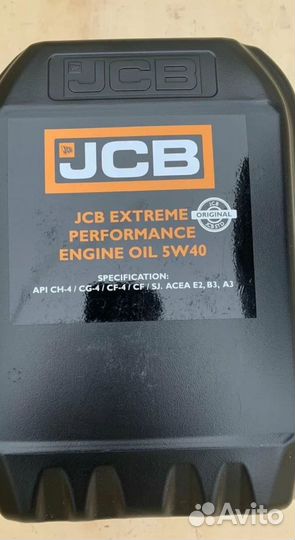 JCB
JCB
JCB EXTREME
PERFORMANCE
ENGINE OIL 5W40
ORIGINAL
SPECIFICATION:
API CH-4 / CG-4 / CF-4 / CF / SJ. ACEA E2, B3, A3
Avito